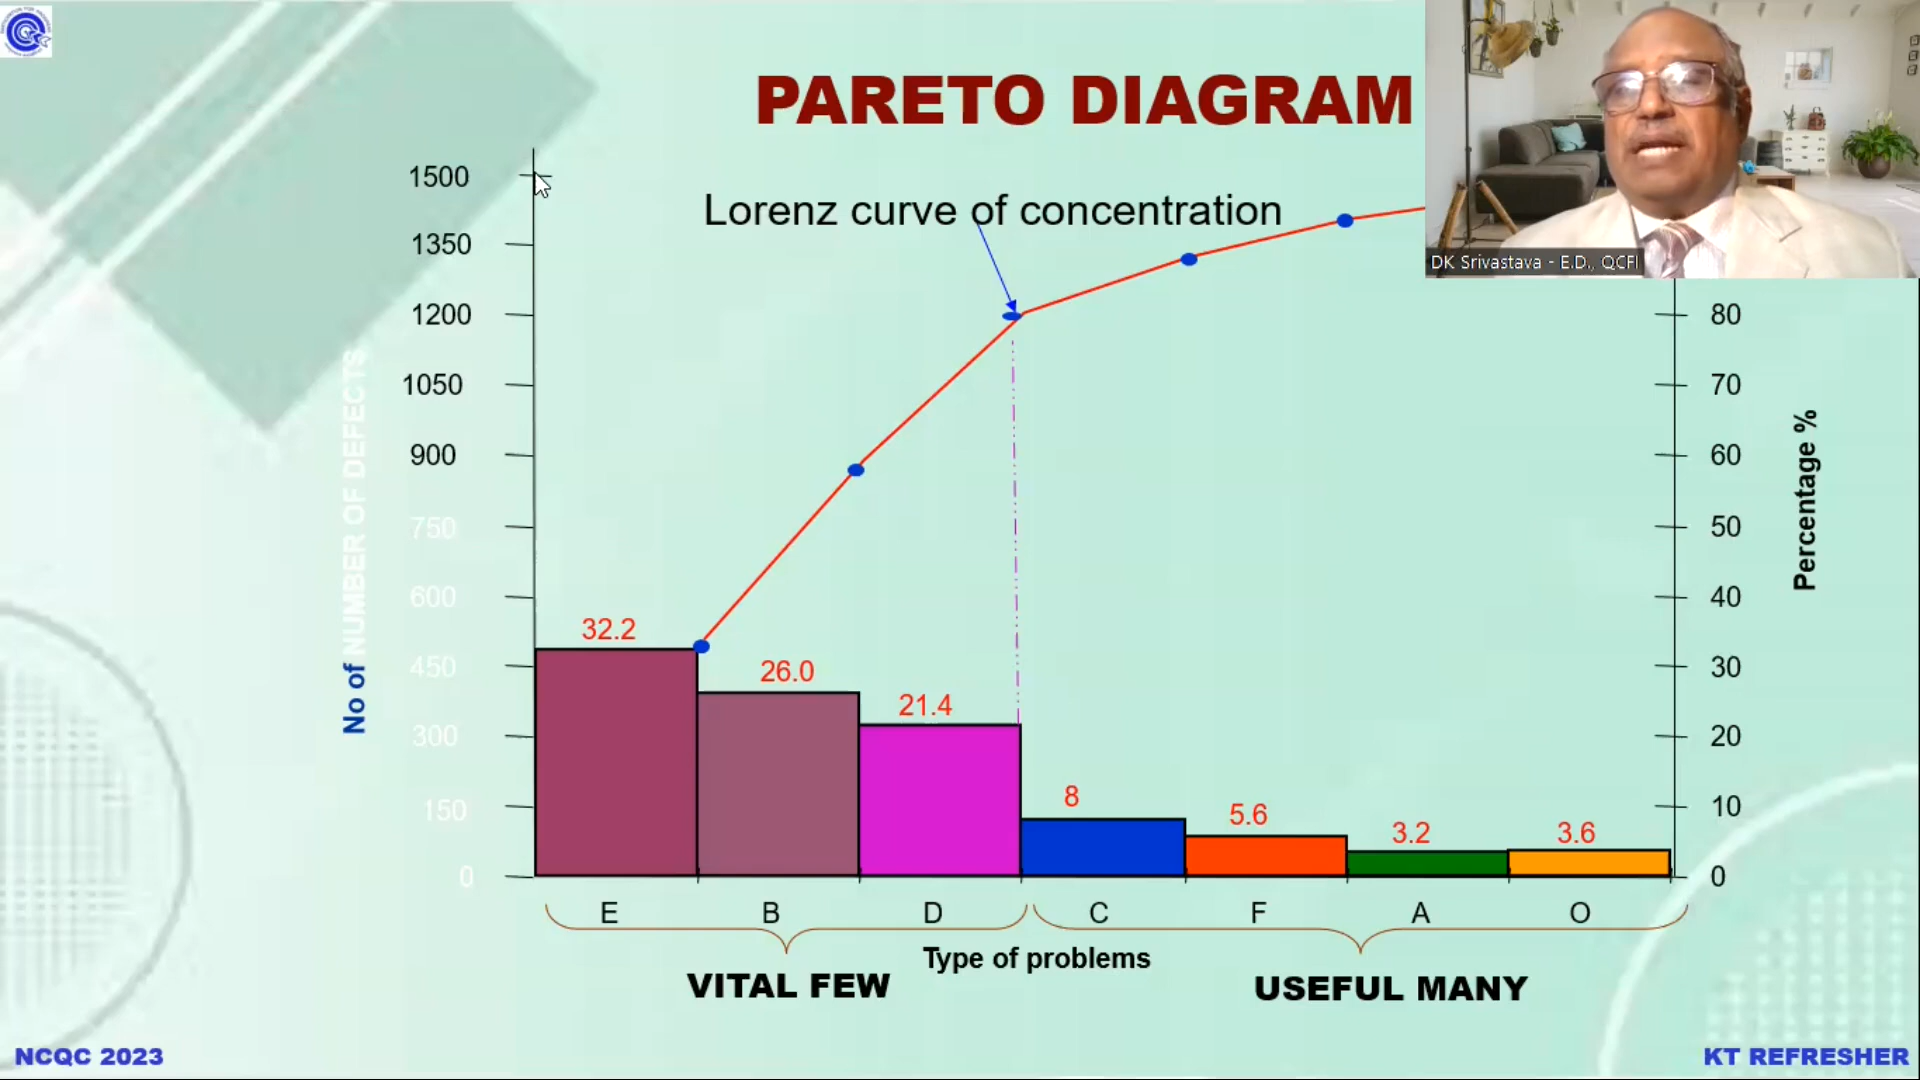 PARETO DIAGRAM
Lorenz curve of concentration
DK Srivastava - E.D., QCFI
1500
1350
1200
1050
900
750
600
450
300
150
0
No of NUMBER OF DEFECTS
80
70
60
50
40
30
20
10
0
Percentage %
32.2
26.0
21.4
8
5.6
3.2
3.6
E B D C F A O
Type of problems
VITAL FEW
USEFUL MANY
NCQC 2023
KT REFRESHER